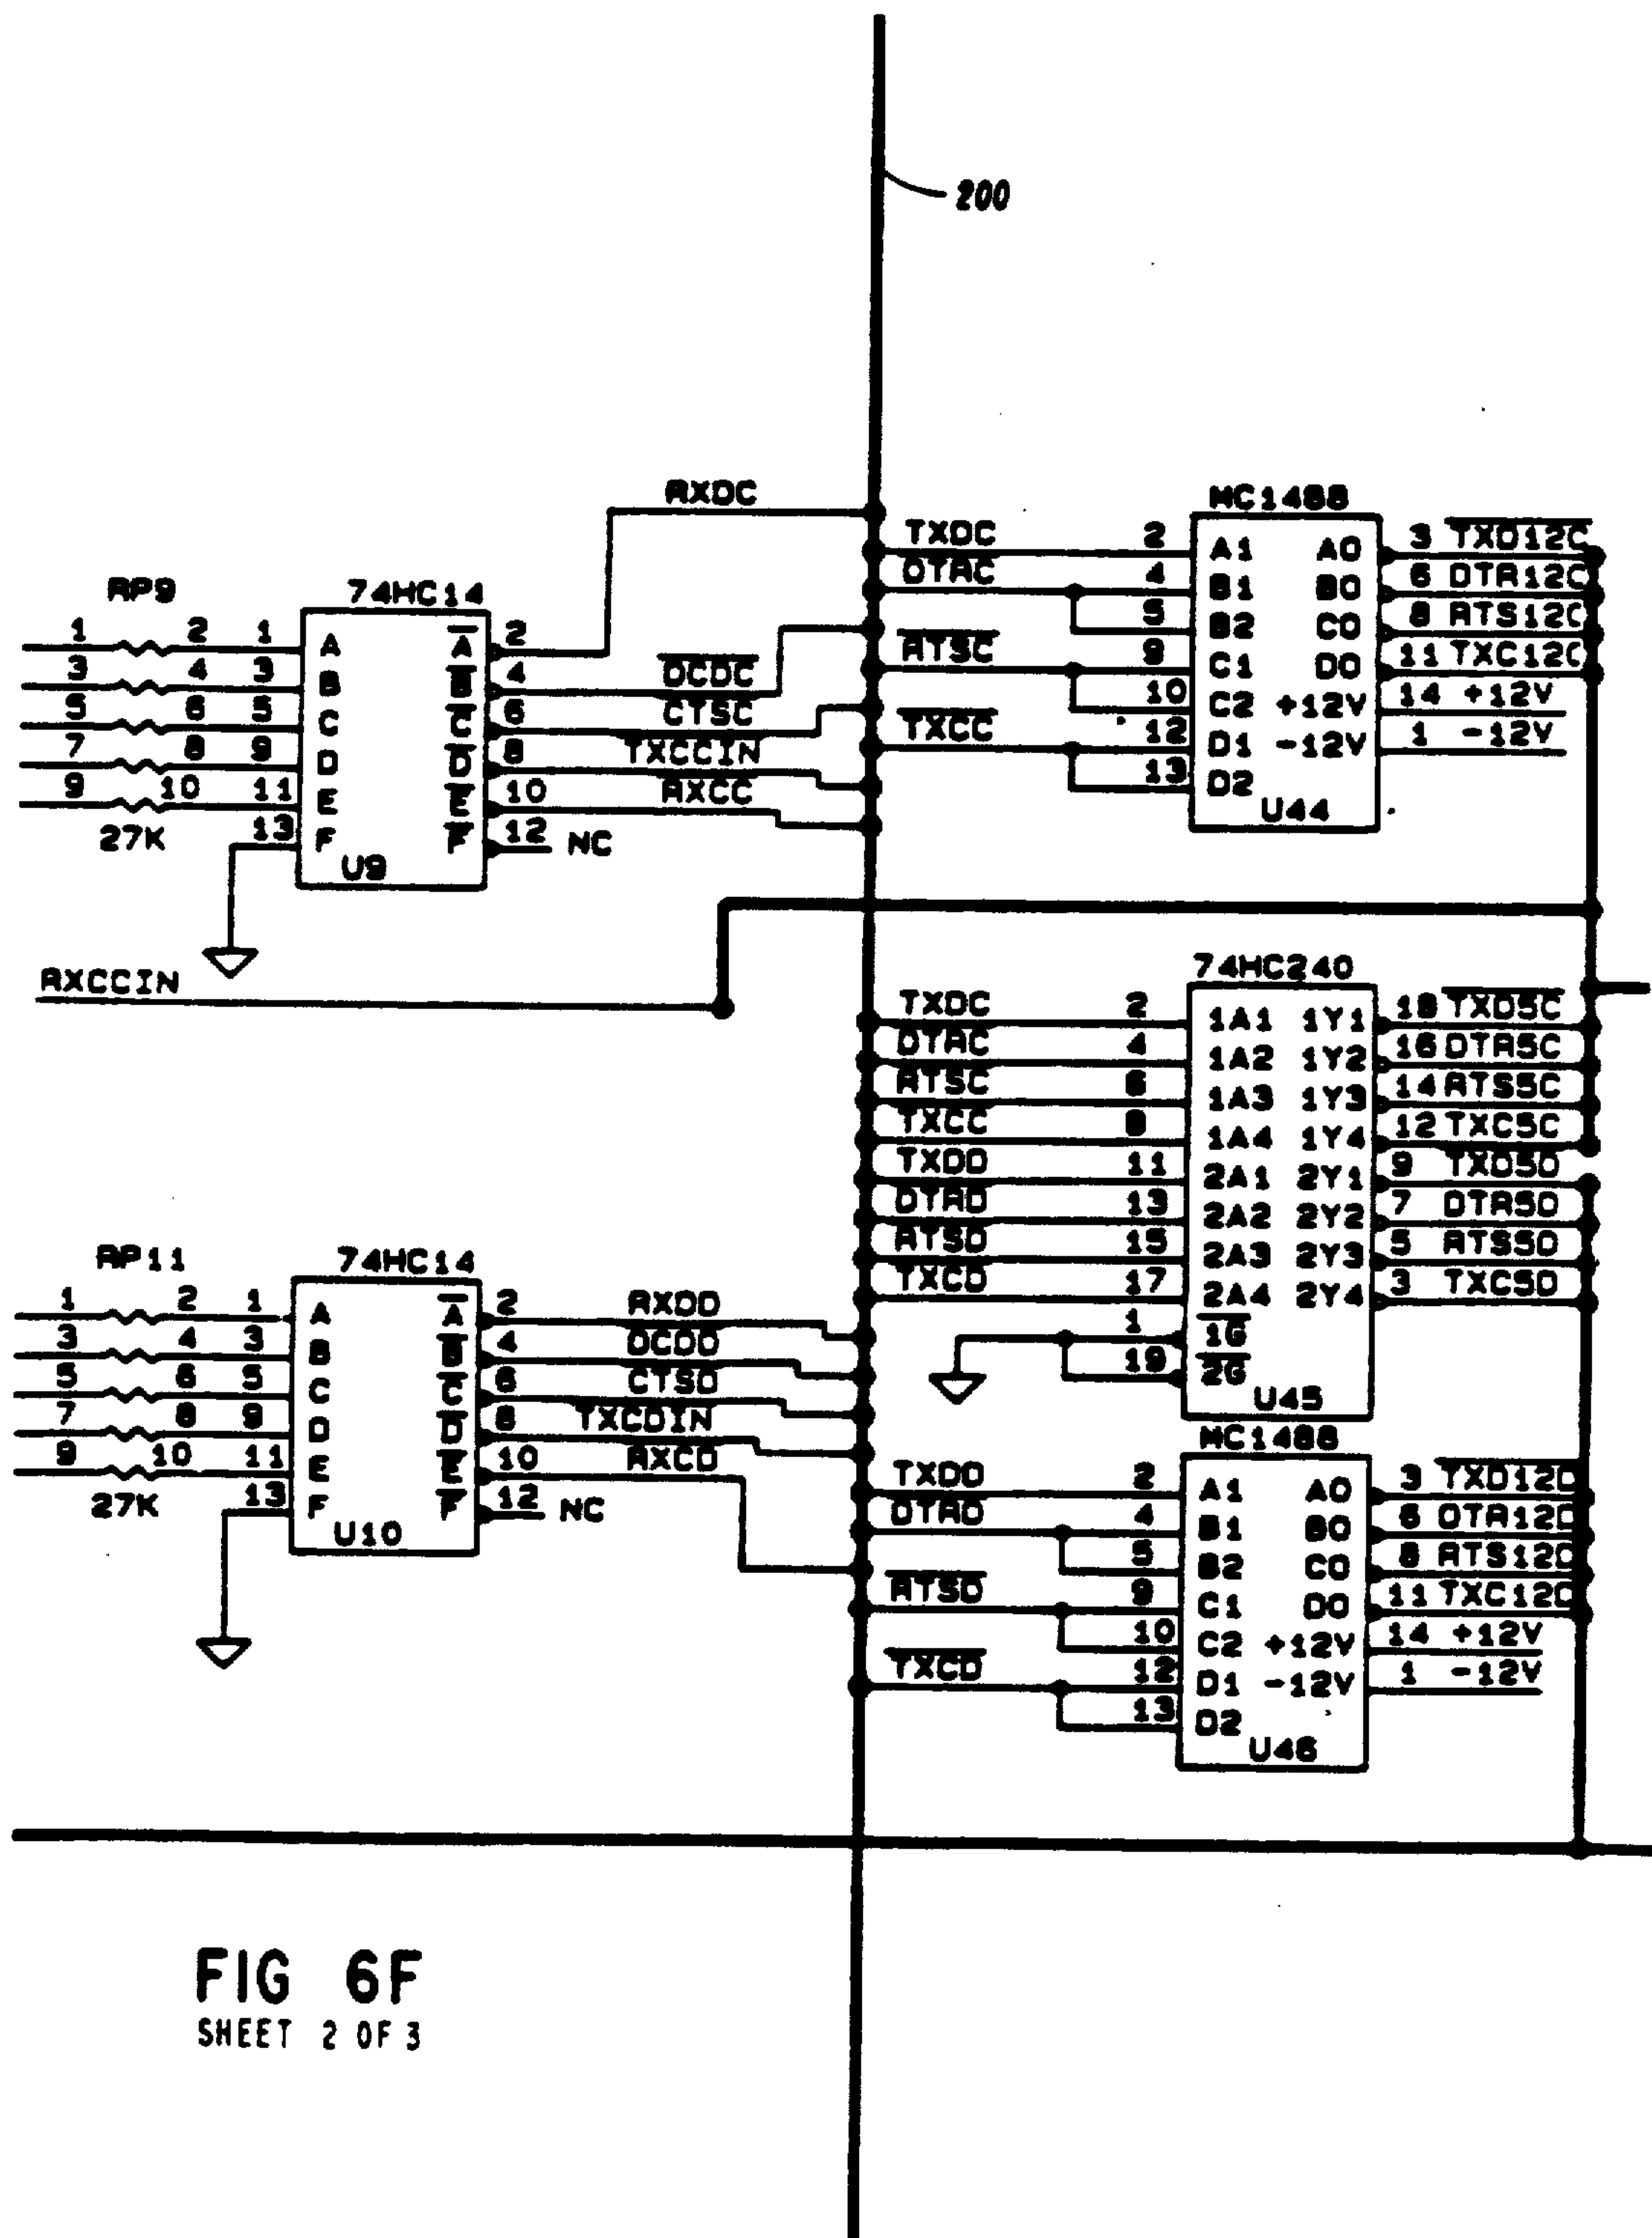 200
RXDC
RP9
74HC14
1 2 1 A A 2
3 4 3 B B 4 DCDC
5 6 5 C C 6 CTSC
7 8 9 D D 8 TXCCIN
9 10 11 E E 10 RXCC
27K 13 F F 12 NC
U9
RXCCIN
MC1488
TXDC 2 A1 AO 3 TXD12C
DTRC 4 B1 BO 6 DTR12C
5 B2 CO 8 RTS12C
RTSC 9 C1 DO 11 TXC12C
10 C2 +12V 14 +12V
TXCC 12 D1 -12V 1 -12V
13 D2
U44
74HC240
TXDC 2 1A1 1Y1 18 TXD5C
DTRC 4 1A2 1Y2 16 DTR5C
RTSC 6 1A3 1Y3 14 RTS5C
TXCC 8 1A4 1Y4 12 TXC5C
TXDD 11 2A1 2Y1 9 TXD5D
DTRD 13 2A2 2Y2 7 DTR5D
RTSD 15 2A3 2Y3 5 RTS5D
TXCD 17 2A4 2Y4 3 TXC5D
1 1G
19 2G
U45
RP11
74HC14
1 2 1 A A 2 RXDD
3 4 3 B B 4 DCDD
5 6 5 C C 6 CTSD
7 8 9 D D 8 TXCDIN
9 10 11 E E 10 RXCD
27K 13 F F 12 NC
U10
MC1488
TXDD 2 A1 AO 3 TXD12D
DTRD 4 B1 BO 6 DTR12D
5 B2 CO 8 RTS12D
RTSD 9 C1 DO 11 TXC12D
10 C2 +12V 14 +12V
TXCD 12 D1 -12V 1 -12V
13 D2
U46
FIG 6F
SHEET 2 OF 3